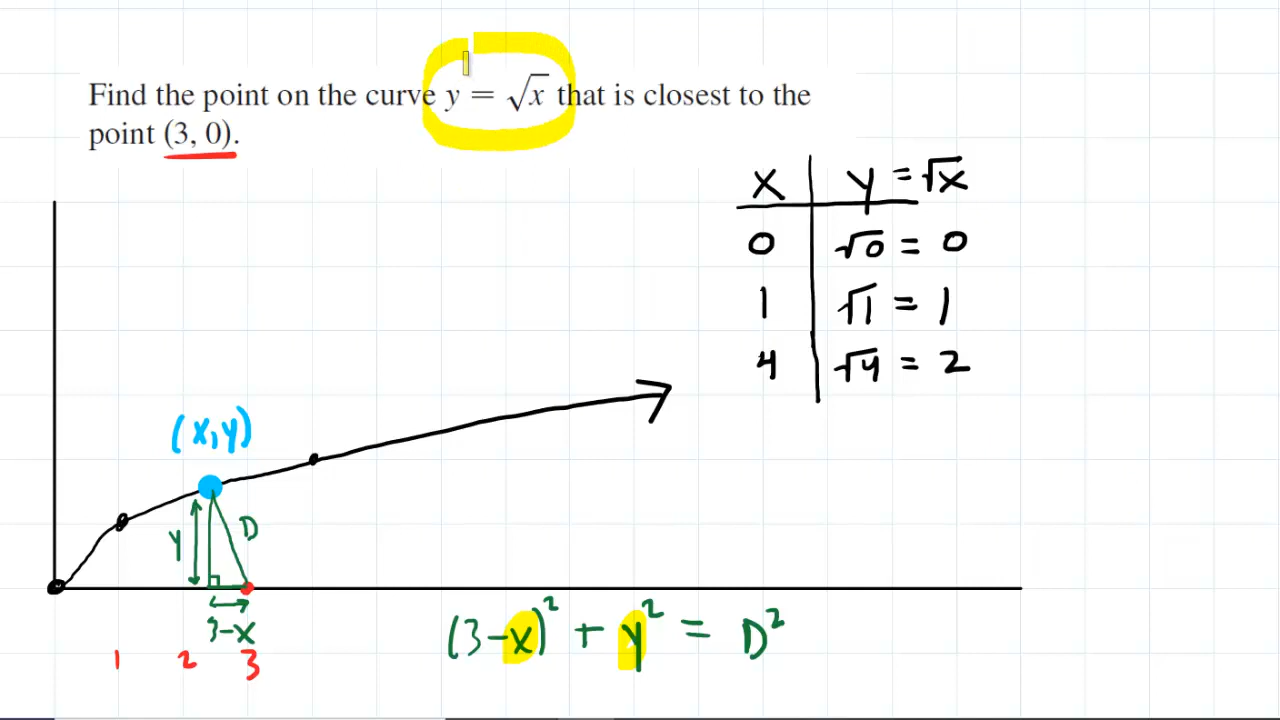 Find the point on the curve y = √x that is closest to the
point (3, 0).
x y = √x
0 √0 = 0
1 √1 = 1
4 √4 = 2
(x,y)
y D
3-x
1 2 3
(3-x)² + y² = D²